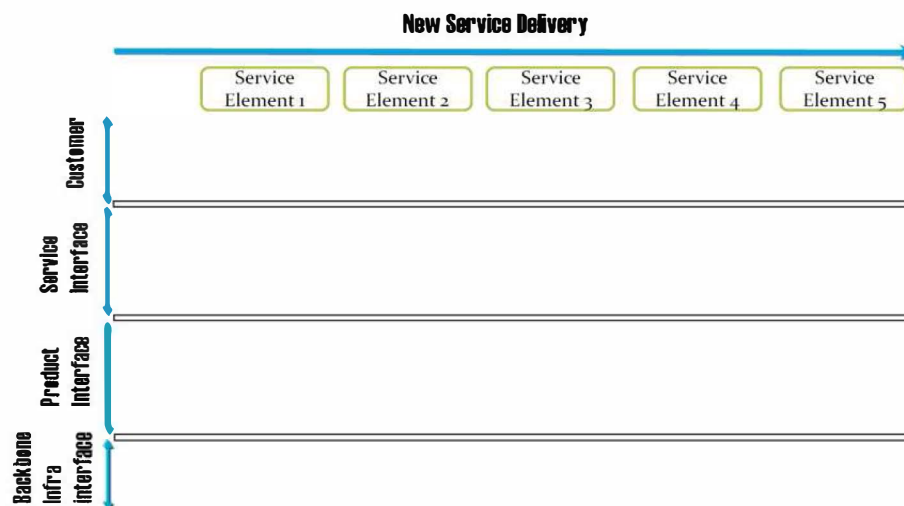 New Service Delivery
Service
Element 1
Service
Element 2
Service
Element 3
Service
Element 4
Service
Element 5
Customer
Service
Interface
Product
Interface
Backbone
Infra
interface